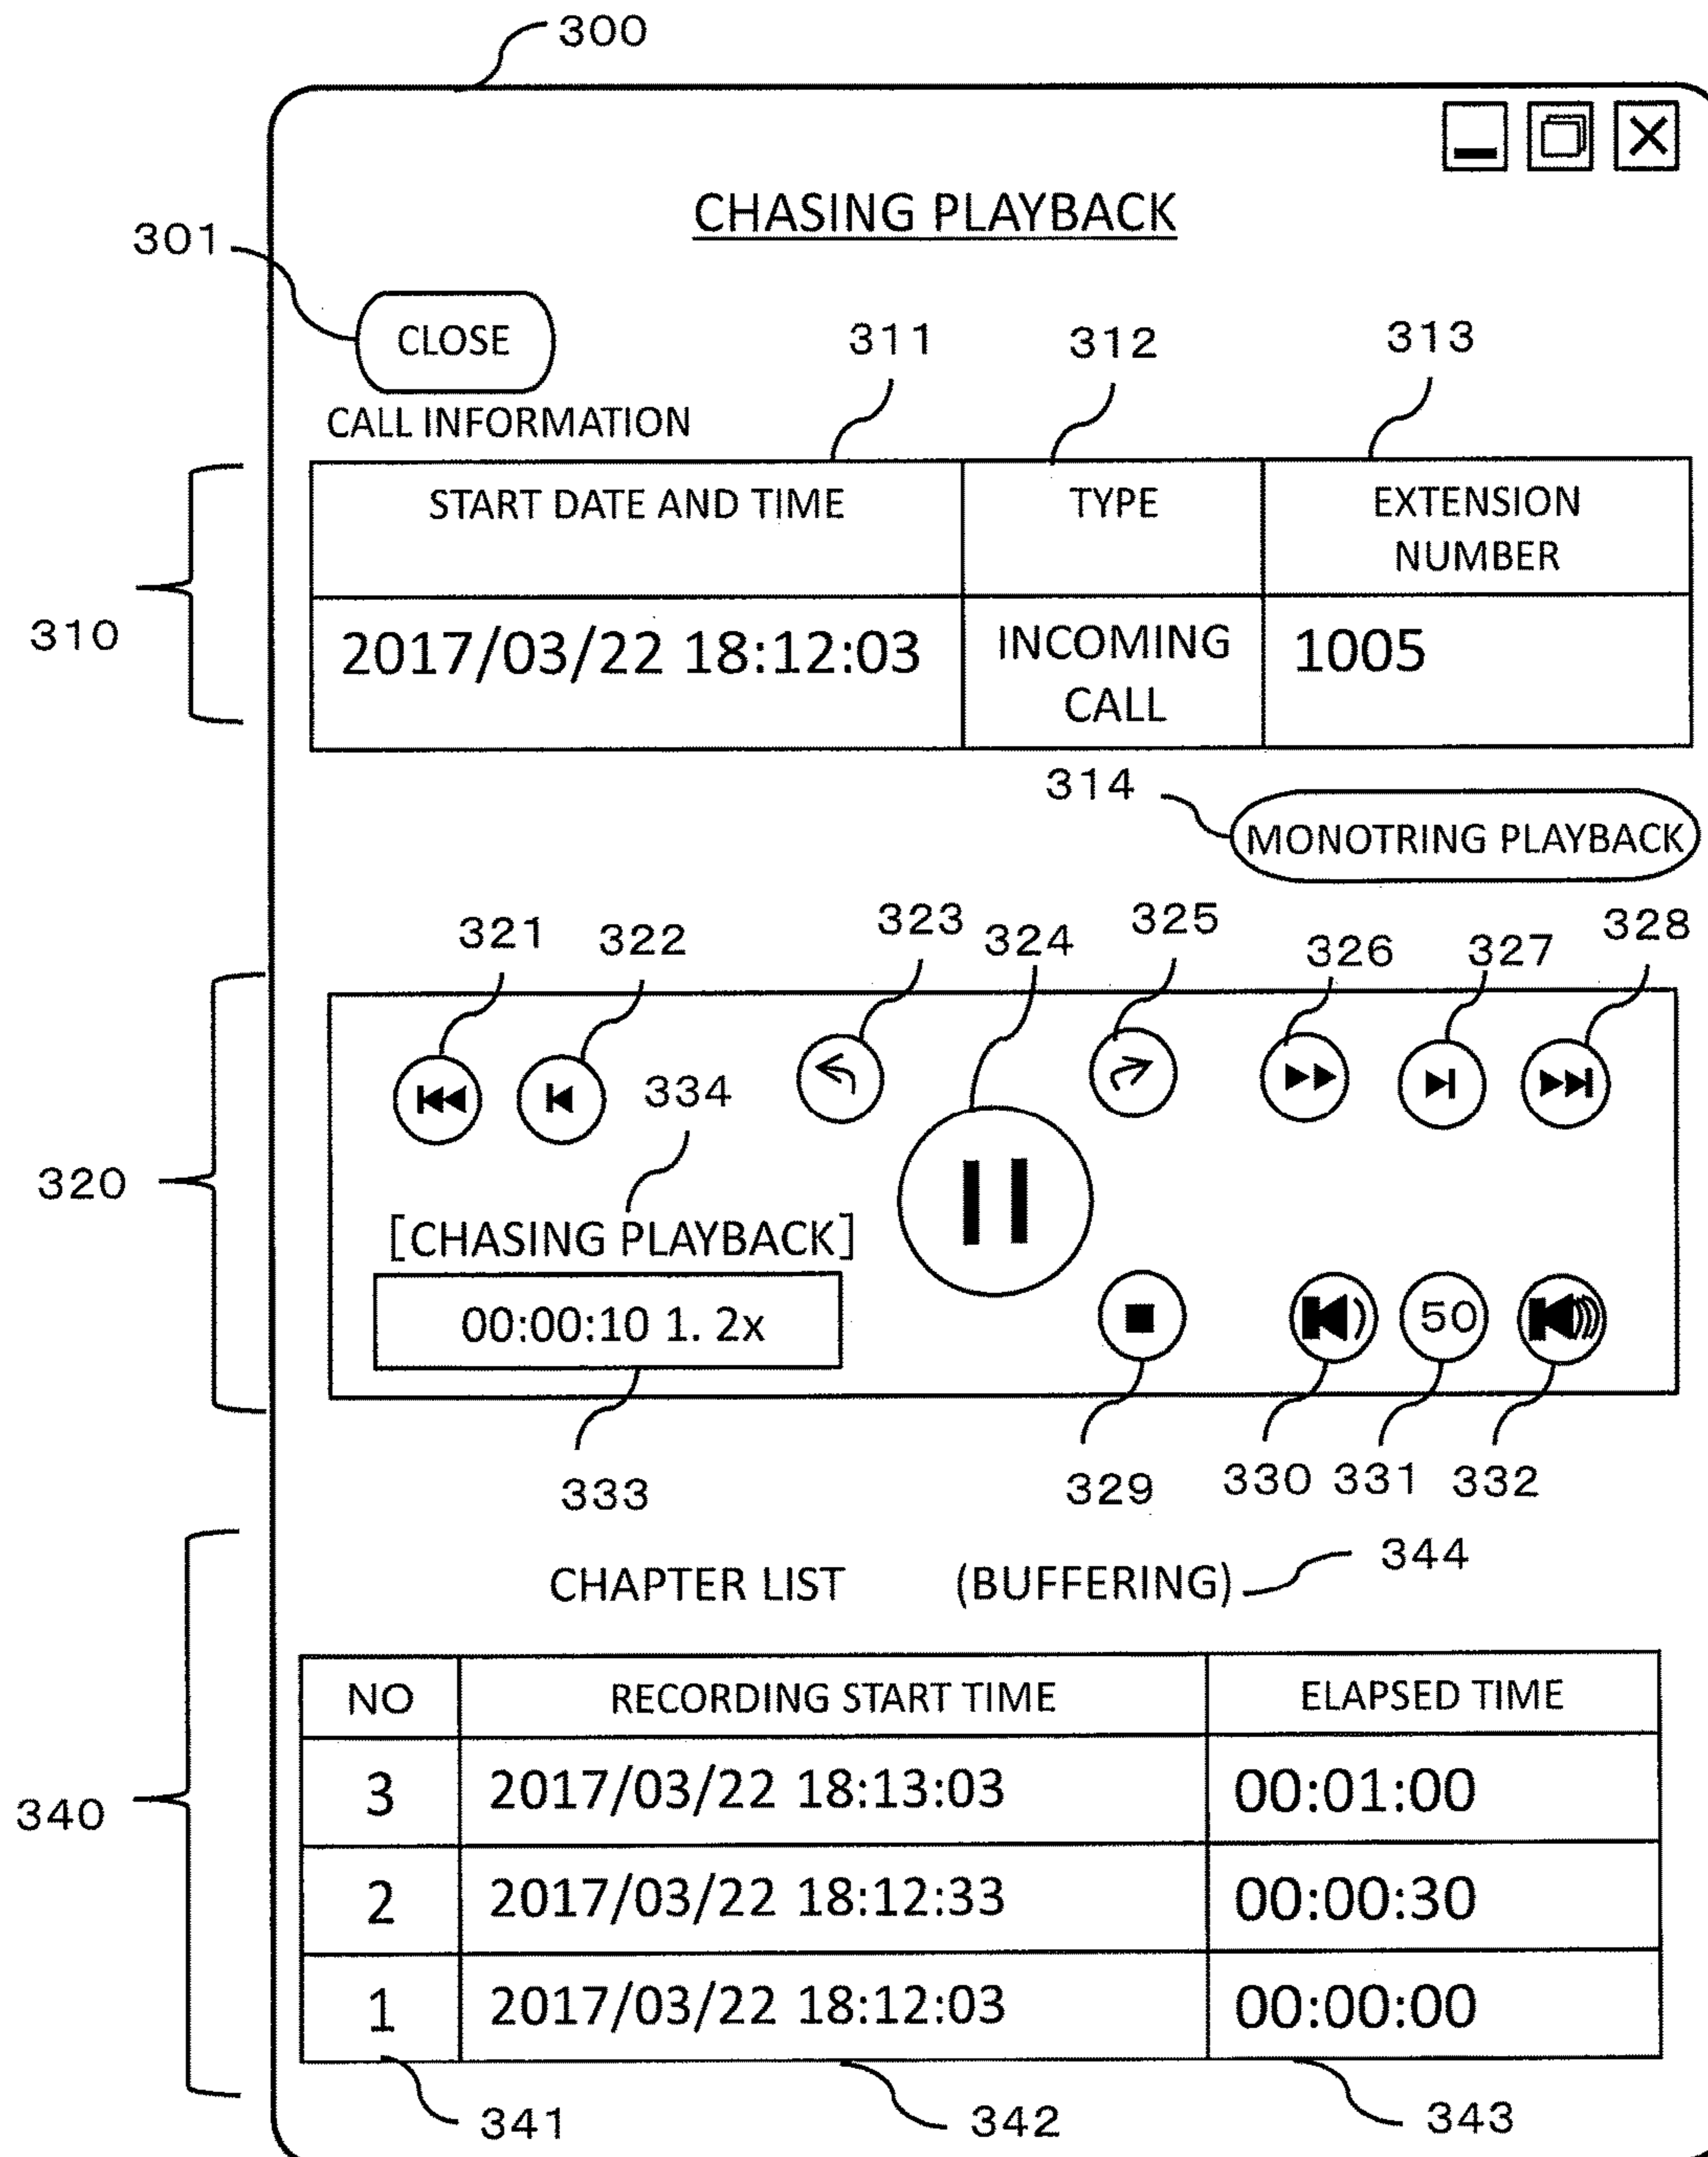 300
CHASING PLAYBACK
301
CLOSE
311
312
313
CALL INFORMATION
START DATE AND TIME
TYPE
EXTENSION
NUMBER
310
2017/03/22 18:12:03
INCOMING
CALL
1005
314
MONOTRING PLAYBACK
321
322
323
324
325
326
327
328
334
320
[CHASING PLAYBACK]
00:00:10 1. 2x
50
333
329
330
331
332
CHAPTER LIST
(BUFFERING)
344
NO
RECORDING START TIME
ELAPSED TIME
3
2017/03/22 18:13:03
00:01:00
340
2
2017/03/22 18:12:33
00:00:30
1
2017/03/22 18:12:03
00:00:00
341
342
343